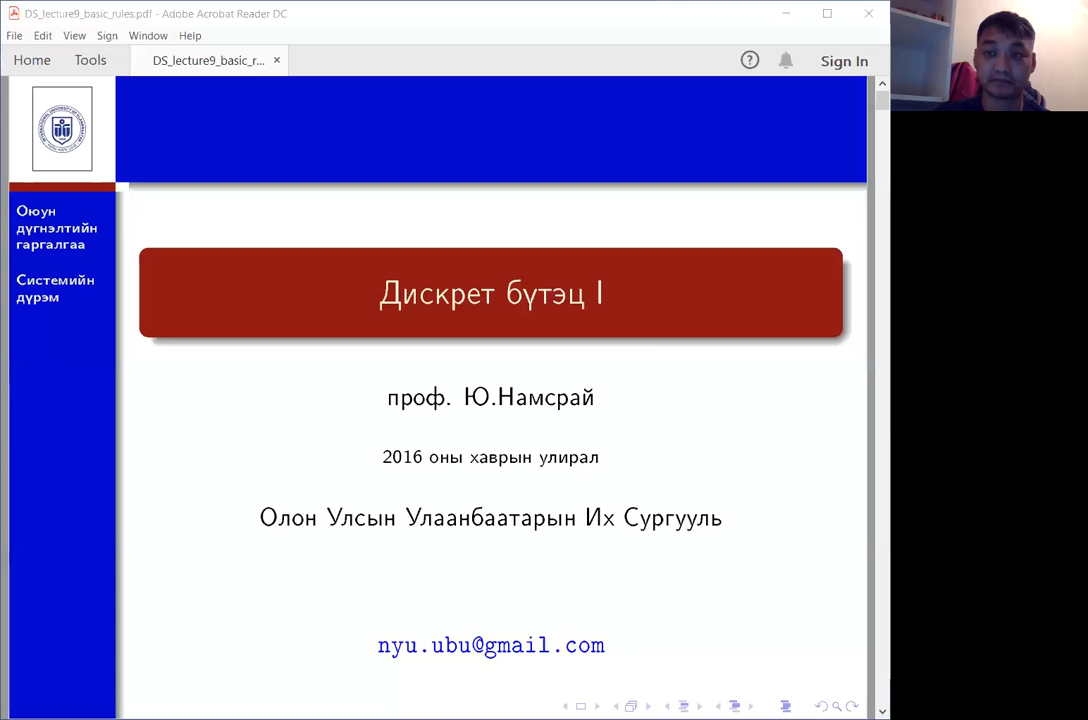 DS_lecture9_basic_rules.pdf - Adobe Acrobat Reader DC
File Edit View Sign Window Help
Home Tools DS_lecture9_basic_r... × Sign In
Оюун
дүгнэлтийн
гаргалгаа
Системийн
дүрэм
Дискрет бүтэц I
проф. Ю.Намсрай
2016 оны хаврын улирал
Олон Улсын Улаанбаатарын Их Сургууль
nyu.ubu@gmail.com